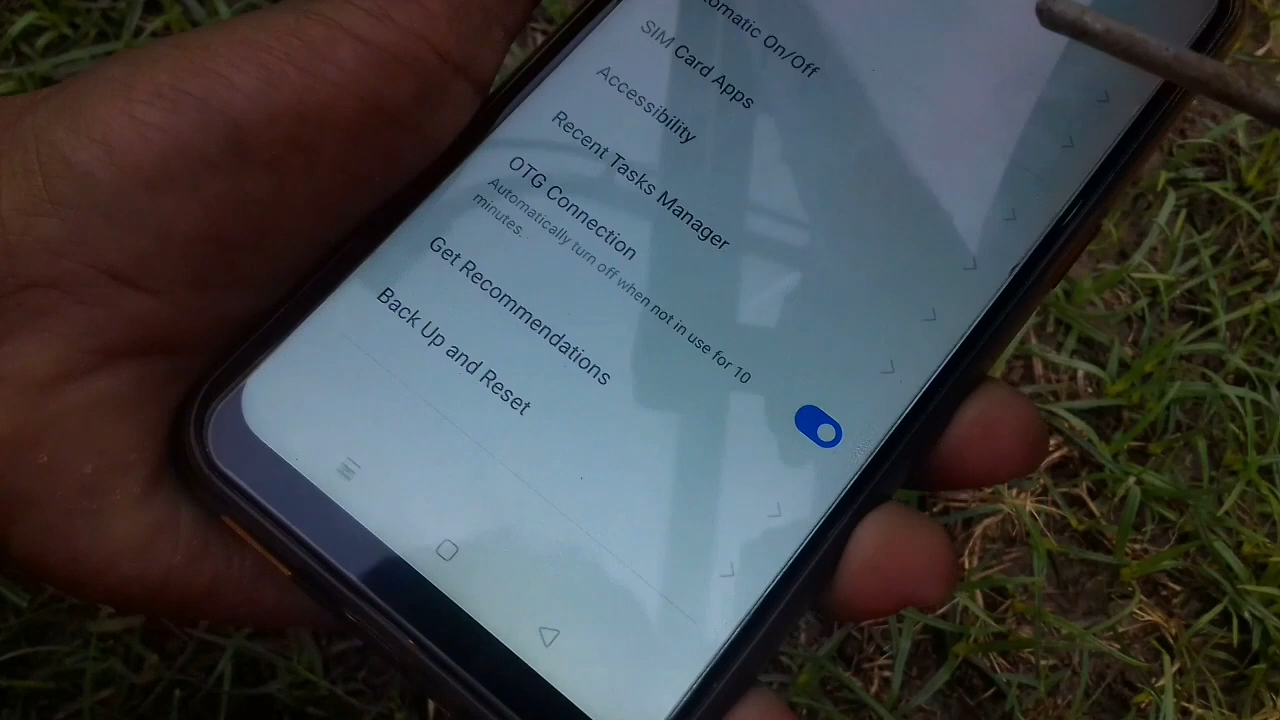 omatic On/Off
SIM Card Apps
Accessibility
Recent Tasks Manager
OTG Connection
Automatically turn off when not in use for 10
minutes.
Get Recommendations
Back Up and Reset